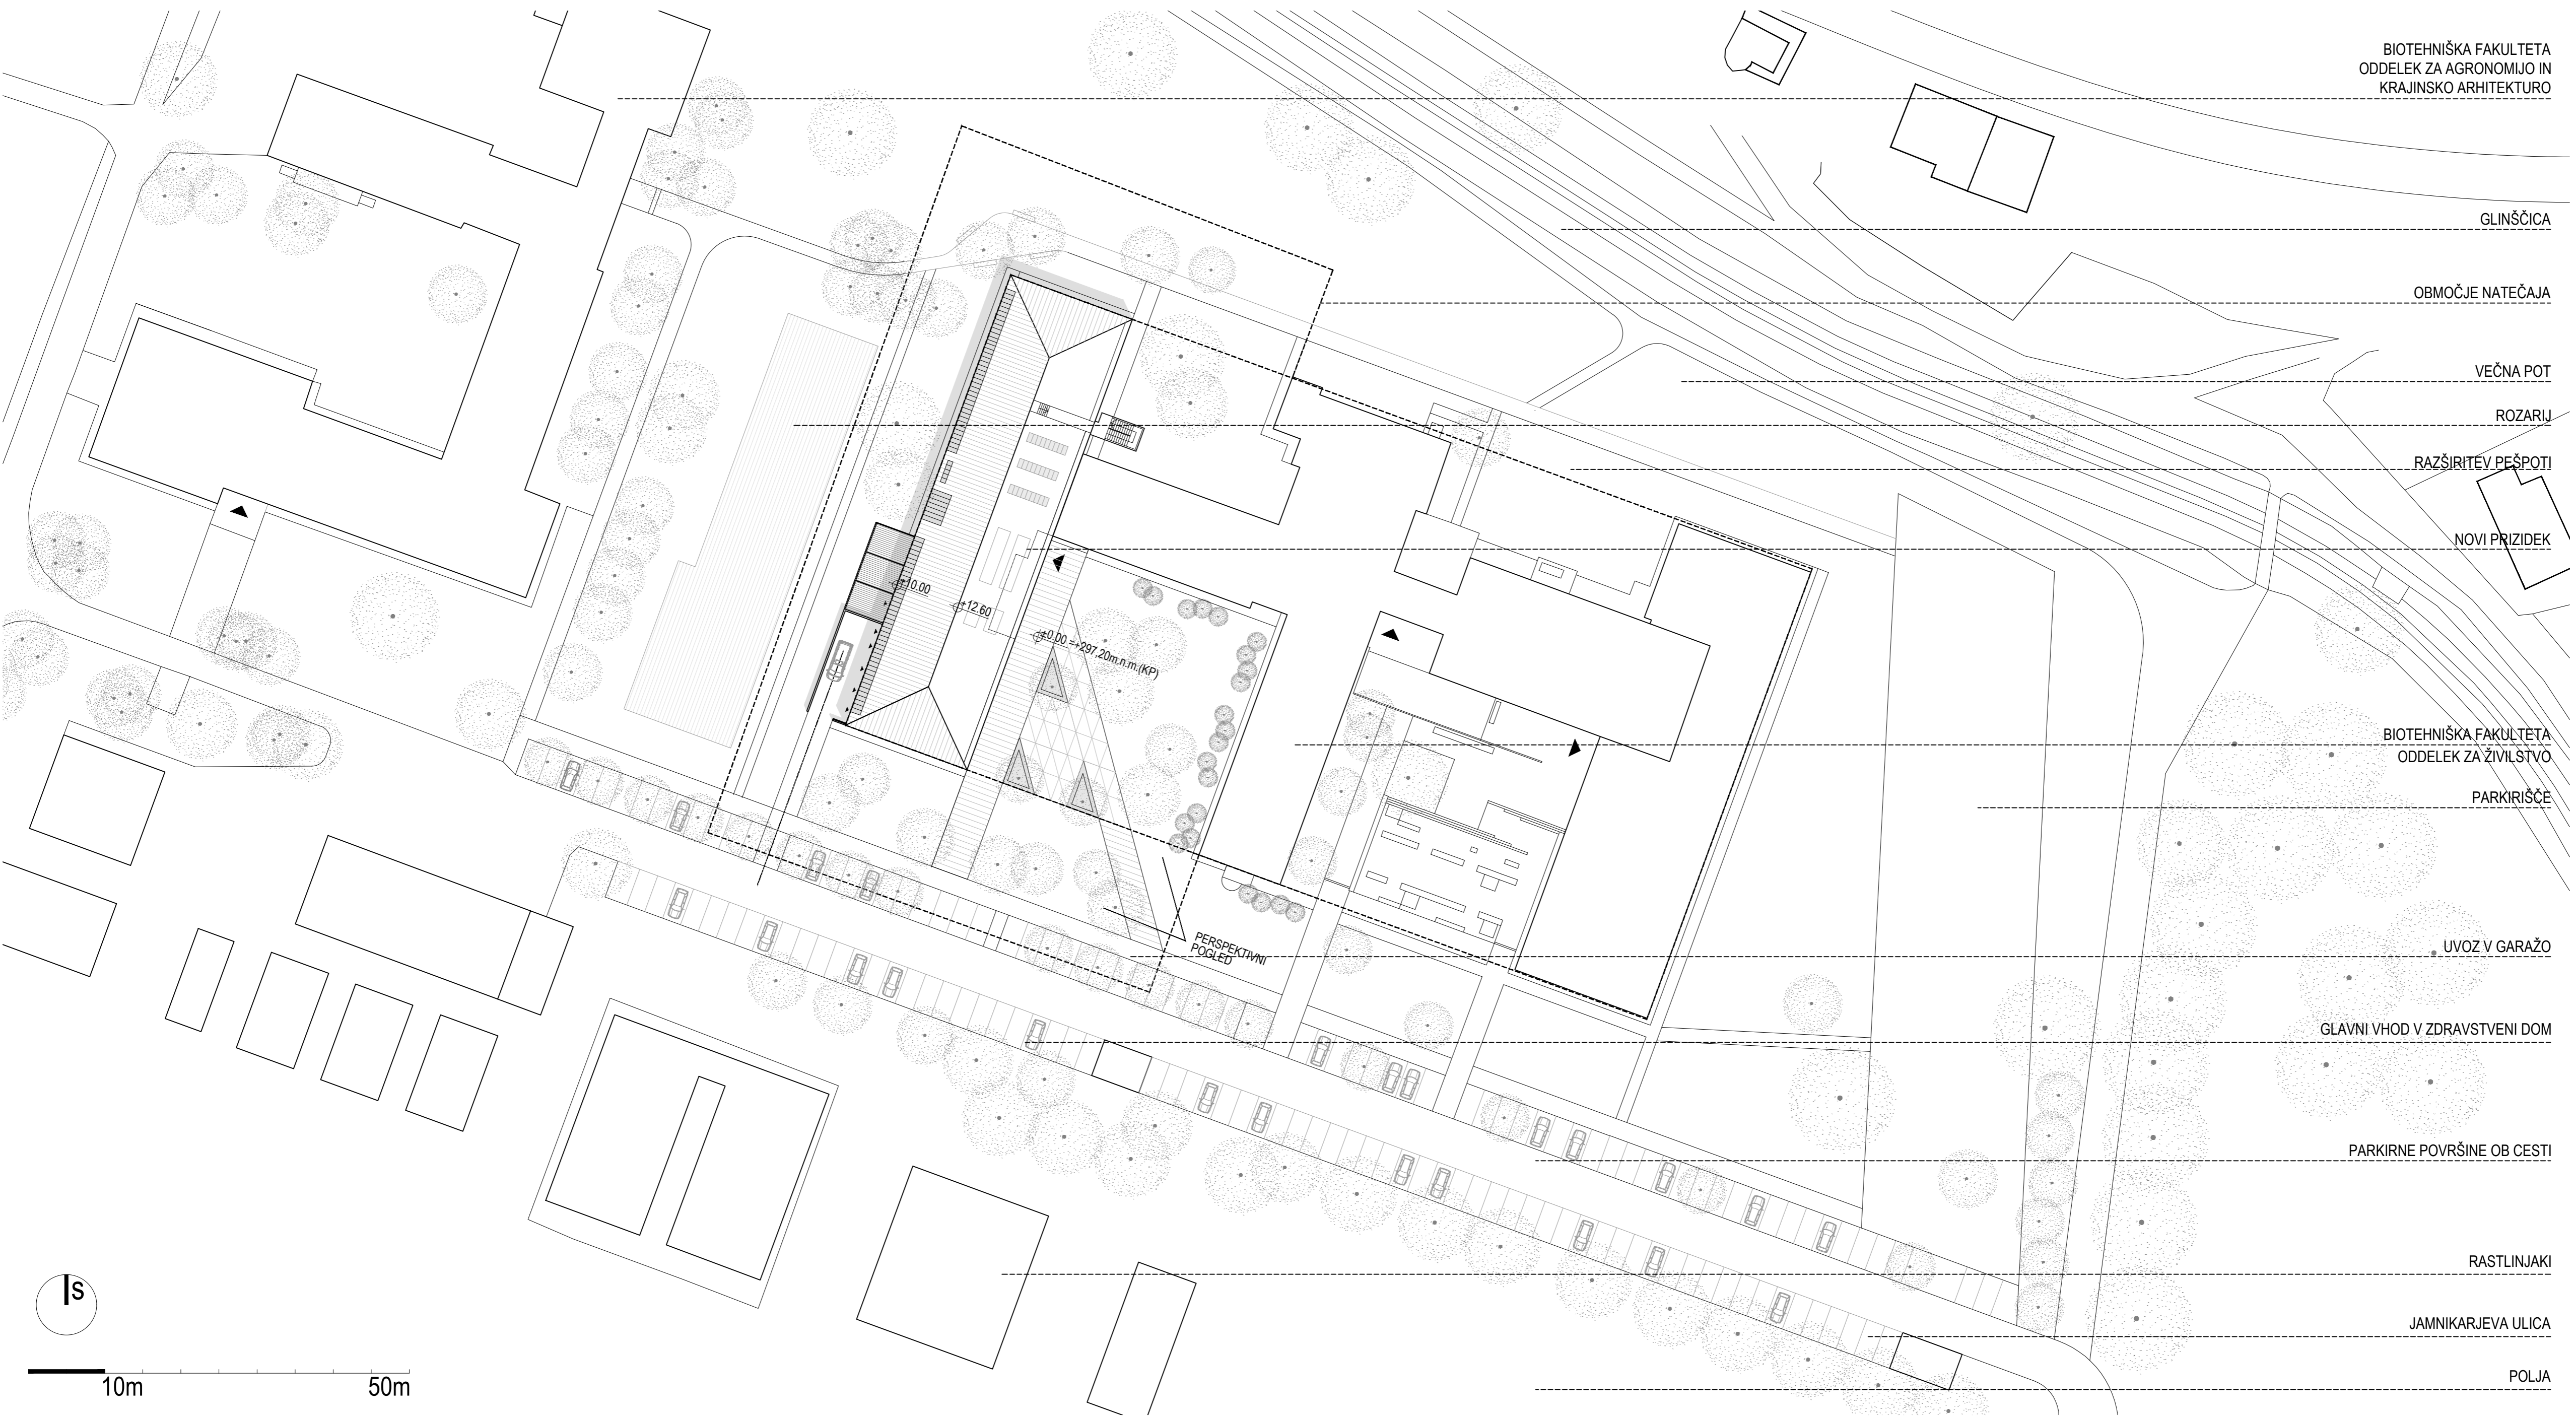 BIOTEHNIŠKA FAKULTETA
ODDELEK ZA AGRONOMIJO IN
KRAJINSKO ARHITEKTURO
GLINŠČICA
OBMOČJE NATEČAJA
VEČNA POT
ROZARIJ
RAZŠIRITEV PEŠPOTI
NOVI PRIZIDEK
±10.00
±12.60
±0.00 =+297,20m.n.m.(KP)
BIOTEHNIŠKA FAKULTETA
ODDELEK ZA ŽIVILSTVO
PARKIRIŠČE
PERSPEKTIVNI
POGLED
UVOZ V GARAŽO
GLAVNI VHOD V ZDRAVSTVENI DOM
PARKIRNE POVRŠINE OB CESTI
RASTLINJAKI
S
JAMNIKARJEVA ULICA
10m 50m
POLJA